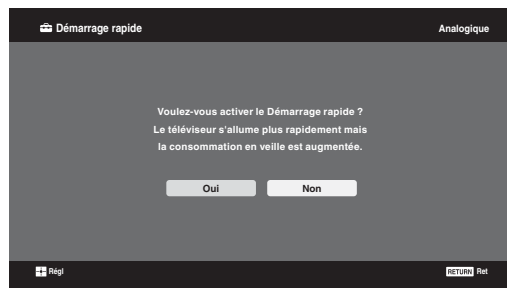 Démarrage rapide
Analogique
Voulez-vous activer le Démarrage rapide ?
Le téléviseur s'allume plus rapidement mais
la consommation en veille est augmentée.
Oui
Non
Régl
RETURN Ret